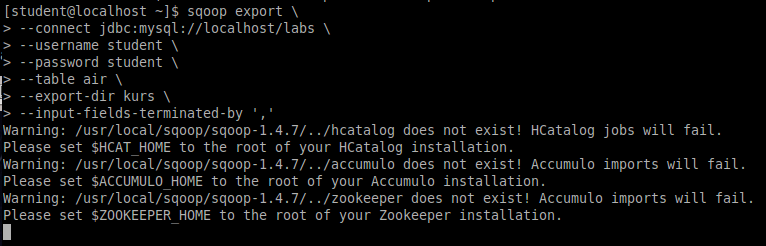 [student@localhost ~]$ sqoop export \
> --connect jdbc:mysql://localhost/labs \
> --username student \
> --password student \
> --table air \
> --export-dir kurs \
> --input-fields-terminated-by ','
Warning: /usr/local/sqoop/sqoop-1.4.7/../hcatalog does not exist! HCatalog jobs will fail.
Please set $HCAT_HOME to the root of your HCatalog installation.
Warning: /usr/local/sqoop/sqoop-1.4.7/../accumulo does not exist! Accumulo imports will fail.
Please set $ACCUMULO_HOME to the root of your Accumulo installation.
Warning: /usr/local/sqoop/sqoop-1.4.7/../zookeeper does not exist! Accumulo imports will fail.
Please set $ZOOKEEPER_HOME to the root of your Zookeeper installation.